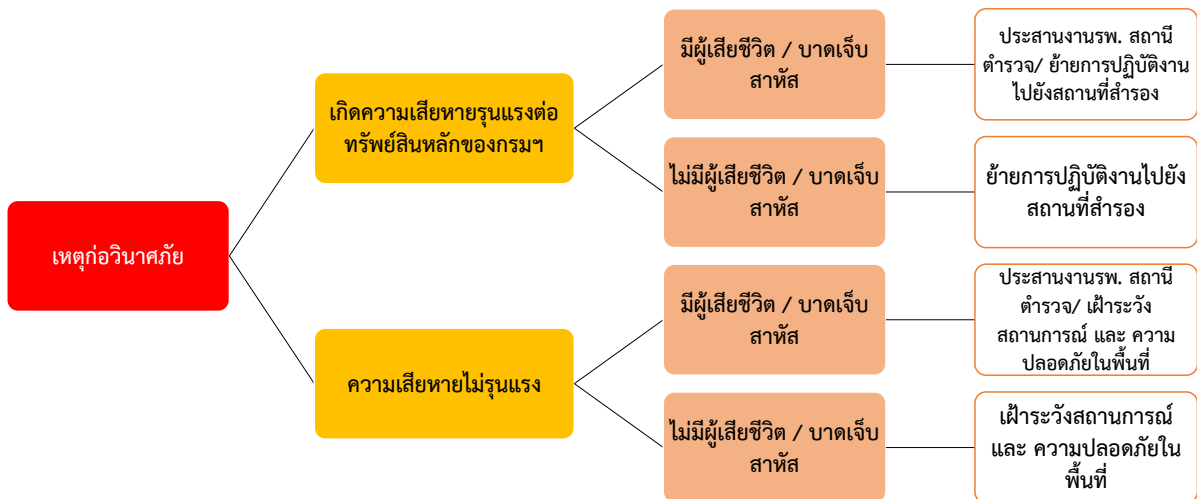 เหตุก่อวินาศภัย
เกิดความเสียหายรุนแรงต่อ
ทรัพย์สินหลักของกรมฯ
มีผู้เสียชีวิต / บาดเจ็บ
สาหัส
ประสานงานรพ. สถานี
ตำรวจ/ ย้ายการปฏิบัติงาน
ไปยังสถานที่สำรอง
ไม่มีผู้เสียชีวิต / บาดเจ็บ
สาหัส
ย้ายการปฏิบัติงานไปยัง
สถานที่สำรอง
ความเสียหายไม่รุนแรง
มีผู้เสียชีวิต / บาดเจ็บ
สาหัส
ประสานงานรพ. สถานี
ตำรวจ/ เฝ้าระวัง
สถานการณ์ และ ความ
ปลอดภัยในพื้นที่
ไม่มีผู้เสียชีวิต / บาดเจ็บ
สาหัส
เฝ้าระวังสถานการณ์
และ ความปลอดภัยใน
พื้นที่